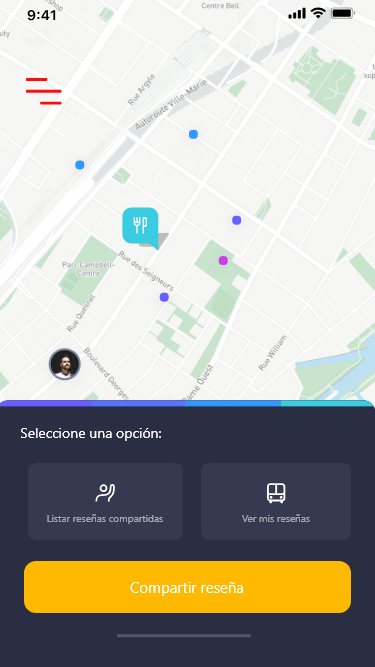 9:41
Centre Bell
Rue Argyle
Autoroute Ville-Marie
Parc-Campbell-
Centre
Rue des Seigneurs
Rue Quesnel
Boulevard Georges
Dame Ouest
Rue William
Seleccione una opción:
Listar reseñas compartidas
Ver mis reseñas
Compartir reseña